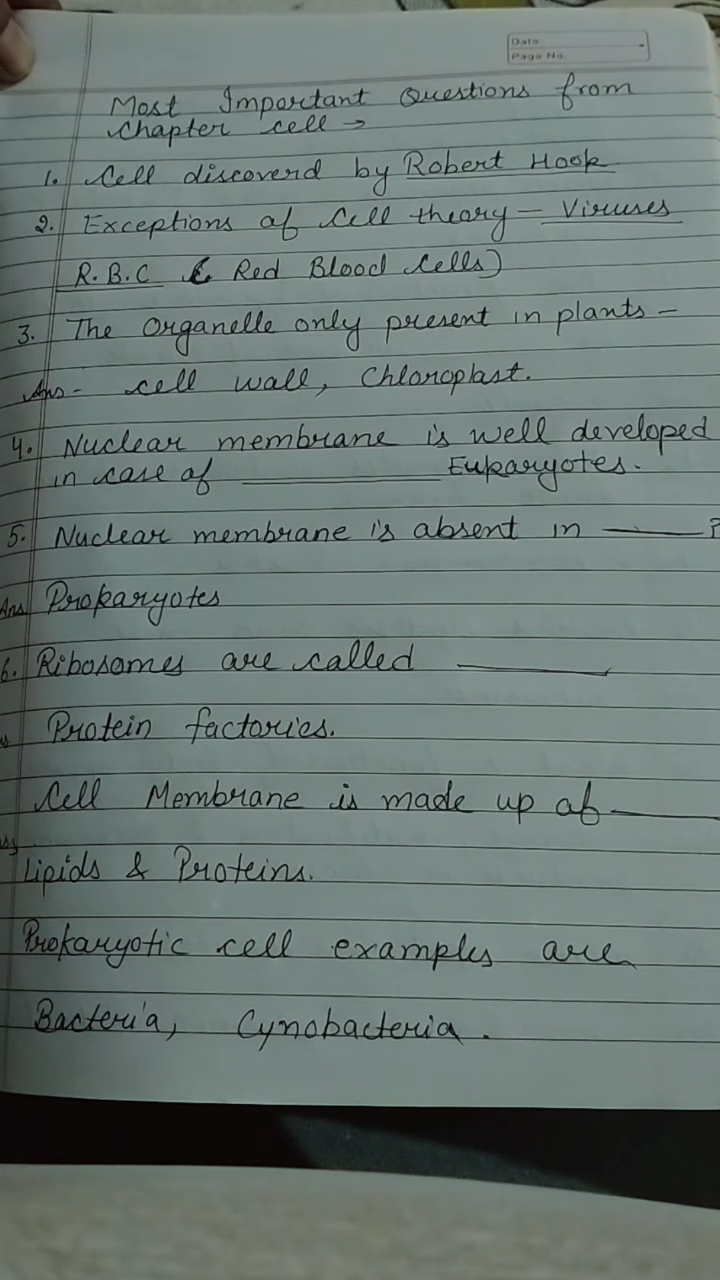 Date
Page No.
Most Important Questions from
Chapter cell →
1. Cell discoverd by Robert Hook
2. Exceptions of Cell theory - Viruses
R.B.C ( Red Blood Cells)
3. The organelle only present in plants -
Ans - cell wall, Chloroplast.
4. Nuclear membrane is well developed
in case of ________ Eukaryotes.
5. Nuclear membrane is absent in ____ ?
Ans Prokaryotes
6. Ribosomes are called ______
Protein factories.
Cell Membrane is made up of ____
Lipids & Proteins.
Prokaryotic cell examples are
Bacteria, Cynobacteria.